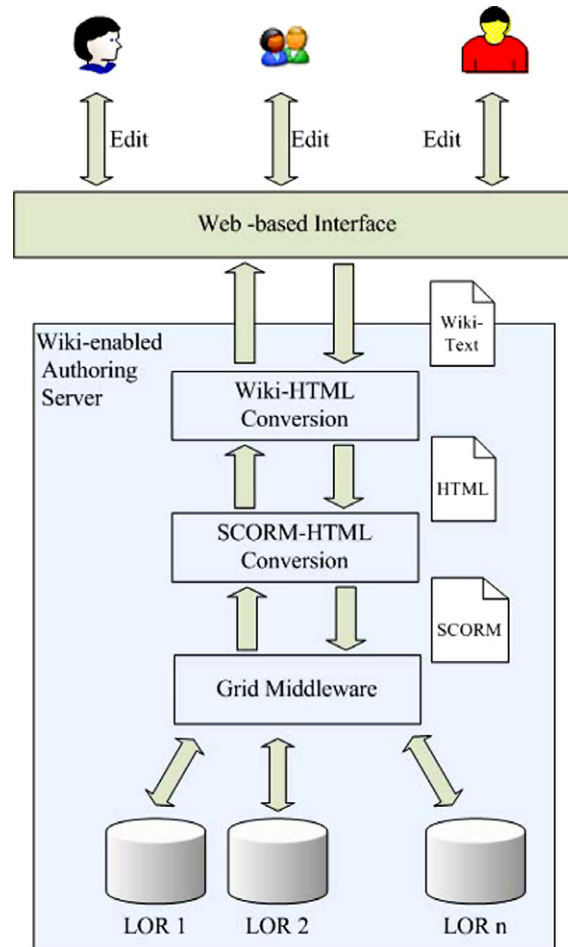 Edit
Edit
Edit
Web -based Interface
Wiki-
Text
Wiki-enabled
Authoring
Server
Wiki-HTML
Conversion
HTML
SCORM-HTML
Conversion
SCORM
Grid Middleware
LOR 1
LOR 2
LOR n